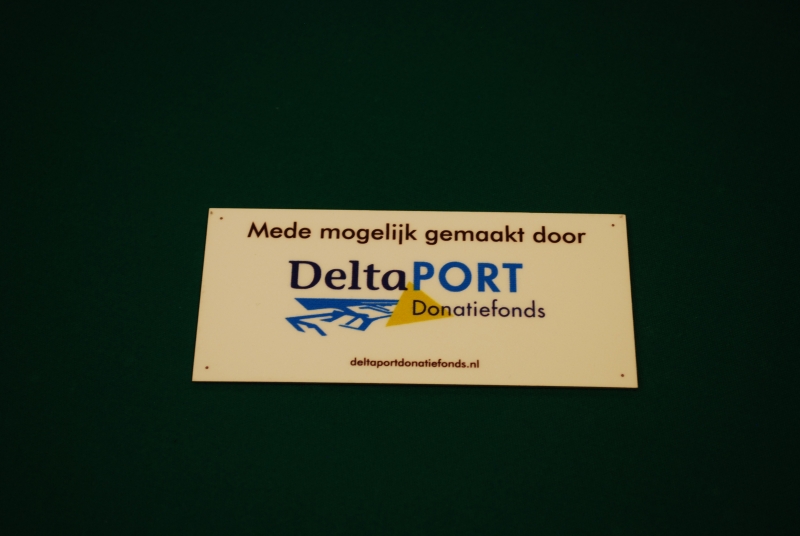 Mede mogelijk gemaakt door
DeltaPORT
Donatiefonds
deltaportdonatiefonds.nl